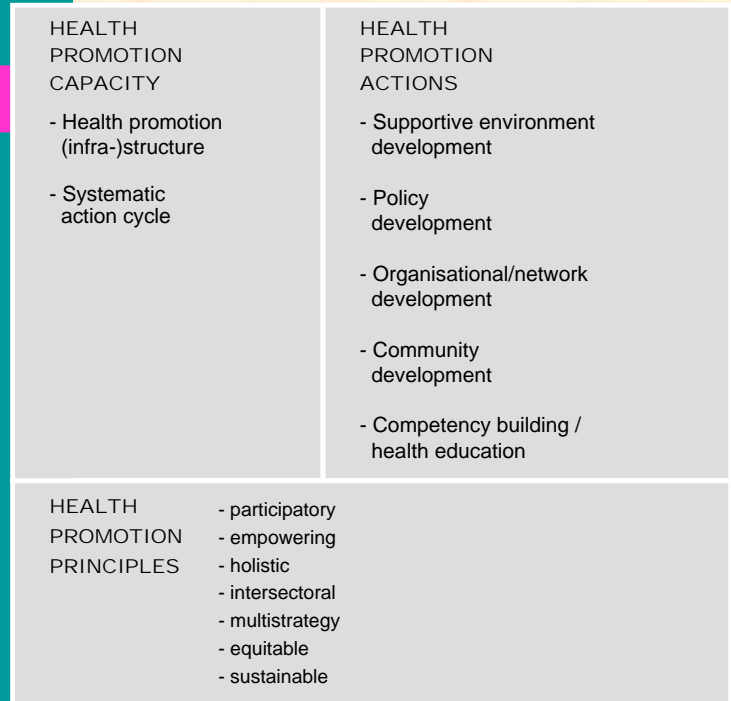 HEALTH
PROMOTION
CAPACITY
- Health promotion
(infra-)structure
- Systematic
action cycle
HEALTH
PROMOTION
ACTIONS
- Supportive environment
development
- Policy
development
- Organisational/network
development
- Community
development
- Competency building /
health education
HEALTH
PROMOTION
PRINCIPLES
- participatory
- empowering
- holistic
- intersectoral
- multistrategy
- equitable
- sustainable